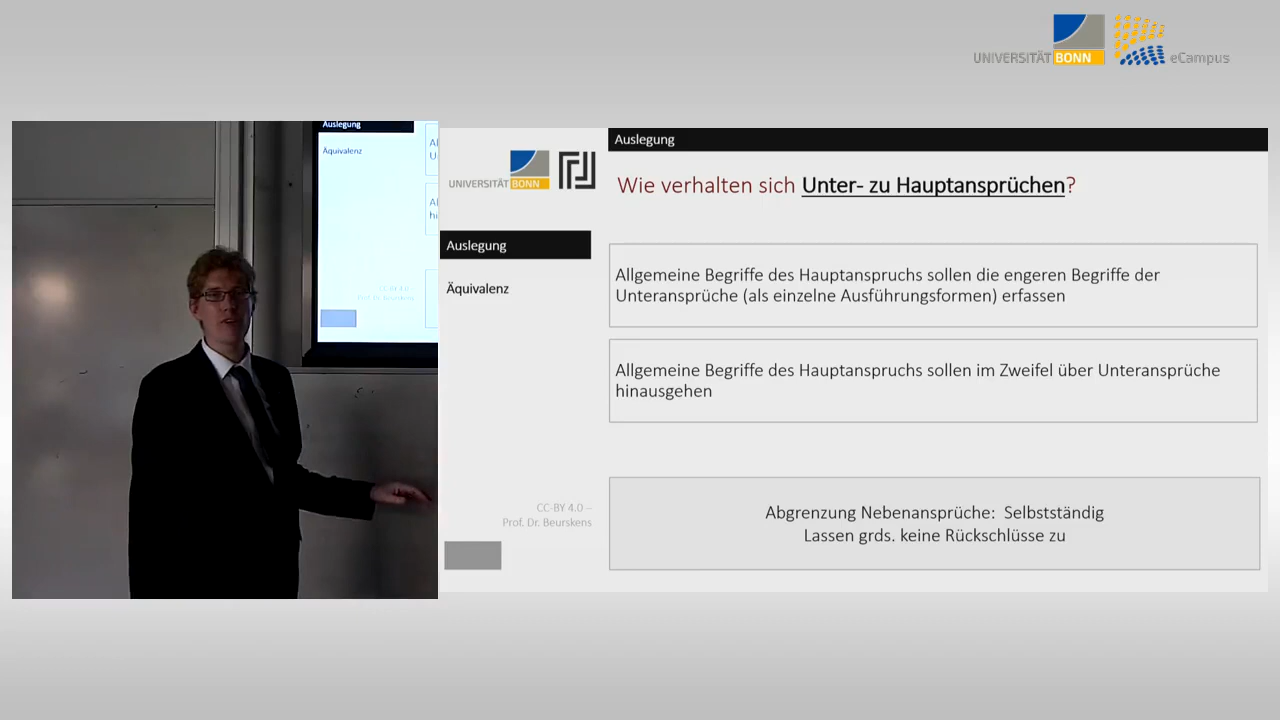 UNIVERSITÄT BONN
eCampus
Auslegung
Äquivalenz
UNIVERSITÄT BONN
Auslegung
Äquivalenz
CC-BY 4.0 –
Prof. Dr. Beurskens
Auslegung
Wie verhalten sich Unter- zu Hauptansprüchen?
Allgemeine Begriffe des Hauptanspruchs sollen die engeren Begriffe der
Unteransprüche (als einzelne Ausführungsformen) erfassen
Allgemeine Begriffe des Hauptanspruchs sollen im Zweifel über Unteransprüche
hinausgehen
Abgrenzung Nebenansprüche: Selbstständig
Lassen grds. keine Rückschlüsse zu